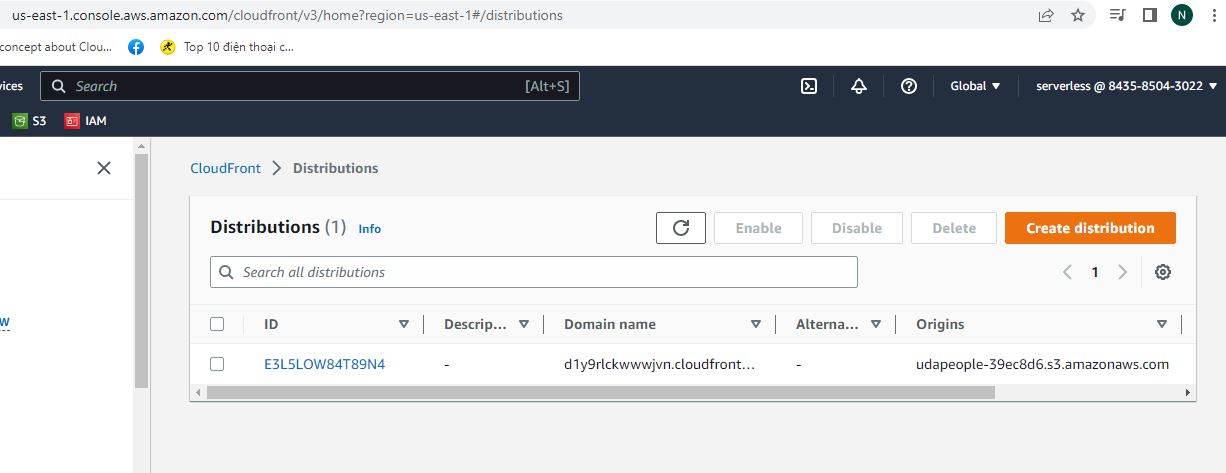 us-east-1.console.aws.amazon.com/cloudfront/v3/home?region=us-east-1#/distributions
N
concept about Clou... Top 10 điện thoại c...
vices Search [Alt+S] Global serverless @ 8435-8504-3022
S3 IAM
CloudFront Distributions
Distributions (1) Info Enable Disable Delete Create distribution
Search all distributions 1
w
ID Descrip... Domain name Alterna... Origins
E3L5LOW84T89N4 - d1y9rlckwwwjvn.cloudfront... - udapeople-39ec8d6.s3.amazonaws.com